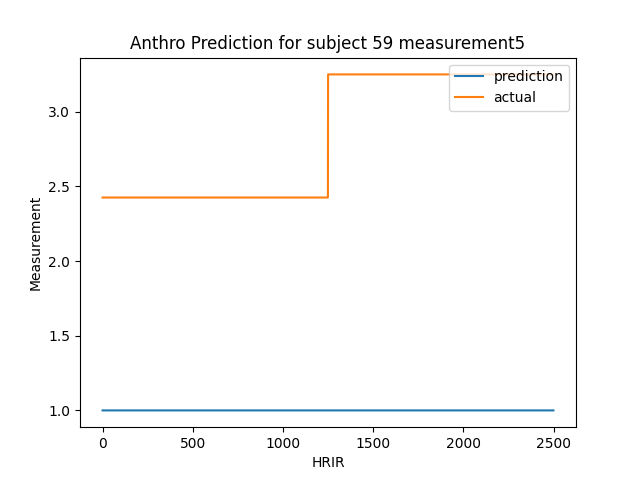 Anthro Prediction for subject 59 measurement5
prediction
actual
3.0
2.5
2.0
1.5
1.0
Measurement
0
500
1000
1500
2000
2500
HRIR